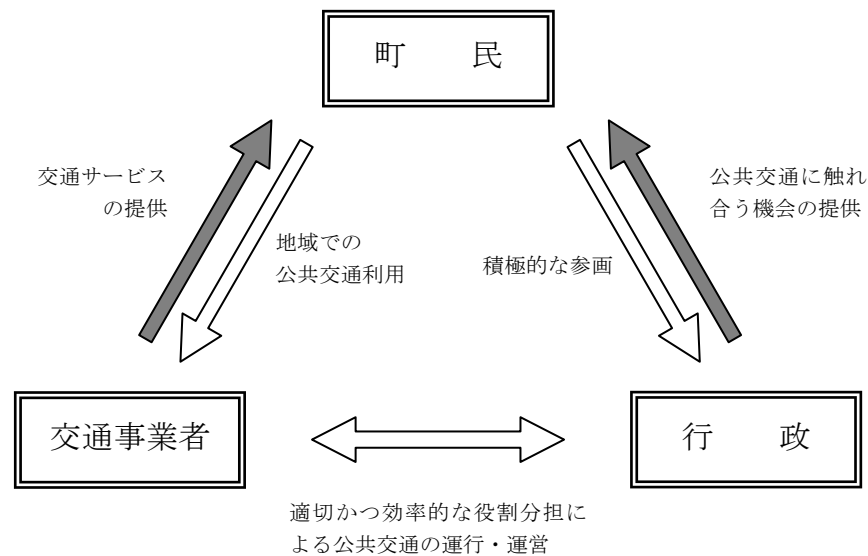 町　　民
交通サービス
の提供
公共交通に触れ
合う機会の提供
地域での
公共交通利用
積極的な参画
交通事業者
行　　政
適切かつ効率的な役割分担に
よる公共交通の運行・運営